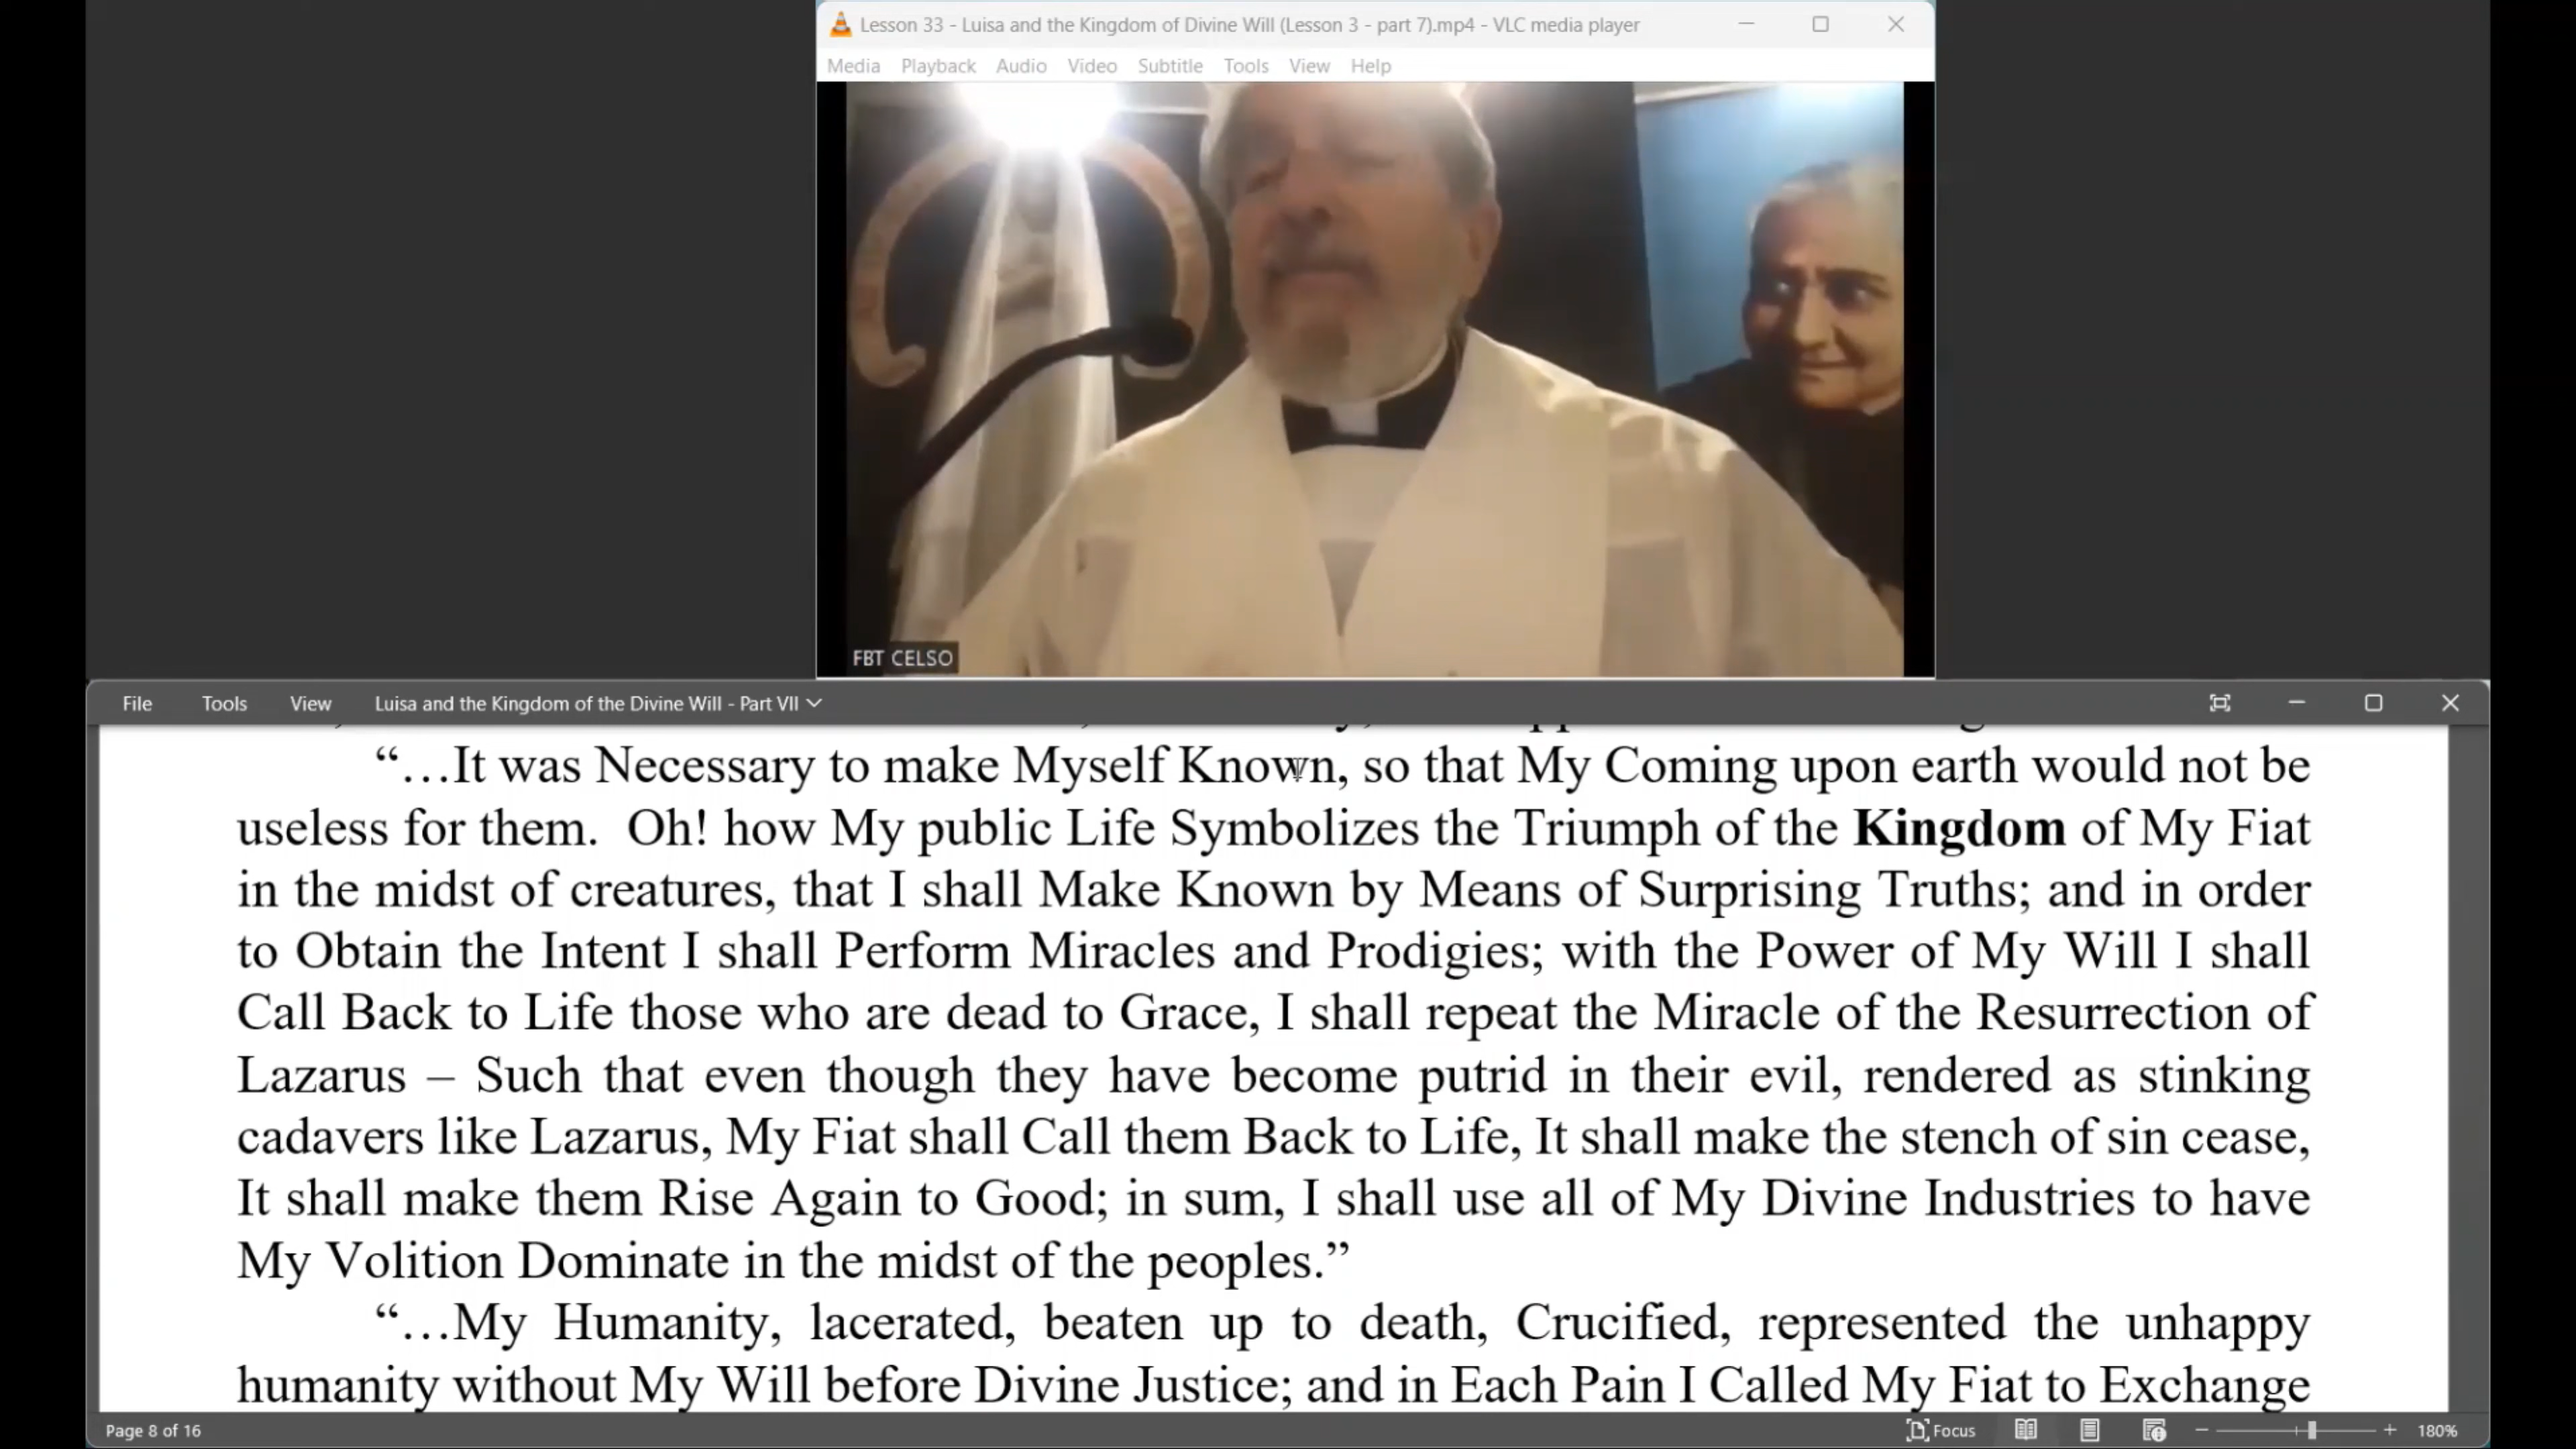 Lesson 33 - Luisa and the Kingdom of Divine Will (Lesson 3 - part 7).mp4 - VLC media player
Media Playback Audio Video Subtitle Tools View Help
FBT CELSO
File Tools View Luisa and the Kingdom of the Divine Will - Part VII
“…It was Necessary to make Myself Known, so that My Coming upon earth would not be
useless for them.  Oh! how My public Life Symbolizes the Triumph of the Kingdom of My Fiat
in the midst of creatures, that I shall Make Known by Means of Surprising Truths; and in order
to Obtain the Intent I shall Perform Miracles and Prodigies; with the Power of My Will I shall
Call Back to Life those who are dead to Grace, I shall repeat the Miracle of the Resurrection of
Lazarus – Such that even though they have become putrid in their evil, rendered as stinking
cadavers like Lazarus, My Fiat shall Call them Back to Life, It shall make the stench of sin cease,
It shall make them Rise Again to Good; in sum, I shall use all of My Divine Industries to have
My Volition Dominate in the midst of the peoples.”
“…My Humanity, lacerated, beaten up to death, Crucified, represented the unhappy
humanity without My Will before Divine Justice; and in Each Pain I Called My Fiat to Exchange
Page 8 of 16 Focus 180%